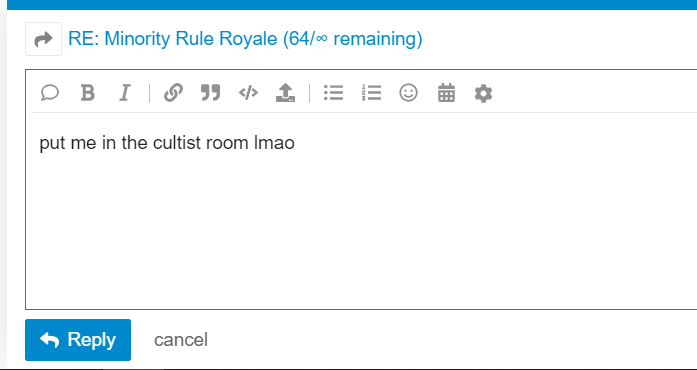 RE: Minority Rule Royale (64/∞ remaining)
put me in the cultist room lmao
Reply cancel